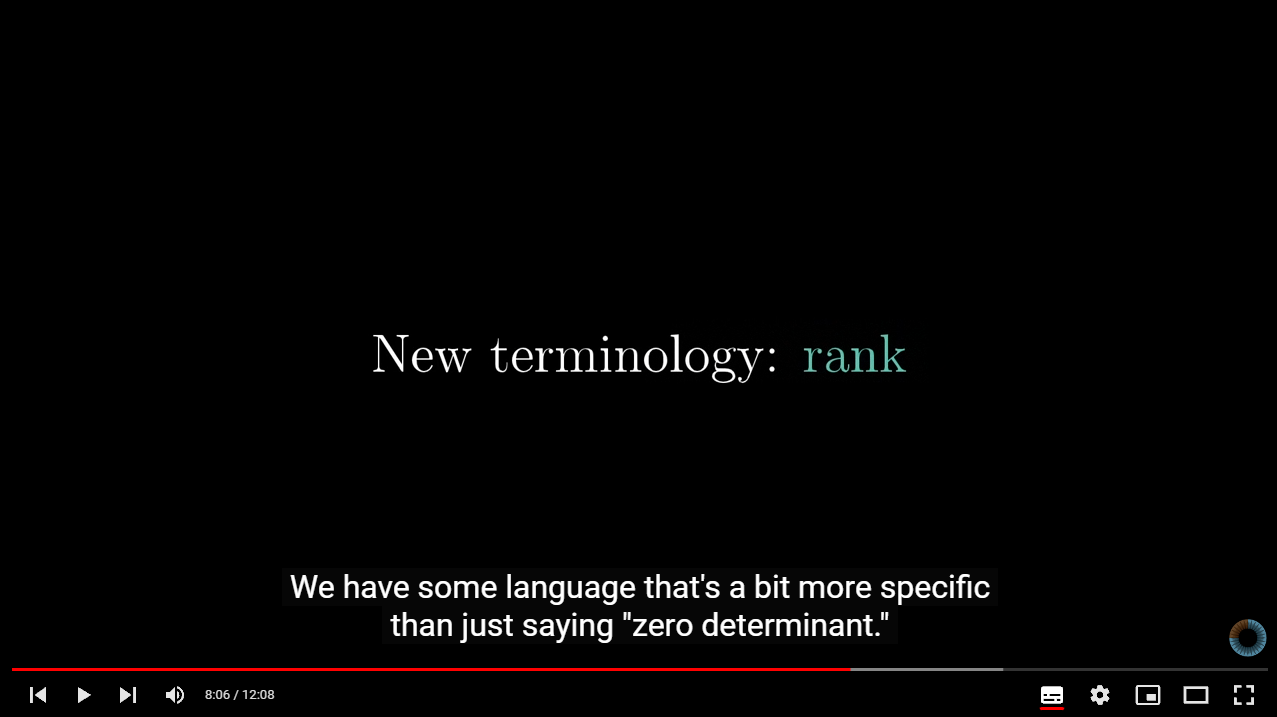 New terminology: rank
We have some language that's a bit more specific
than just saying "zero determinant."
8:06 / 12:08